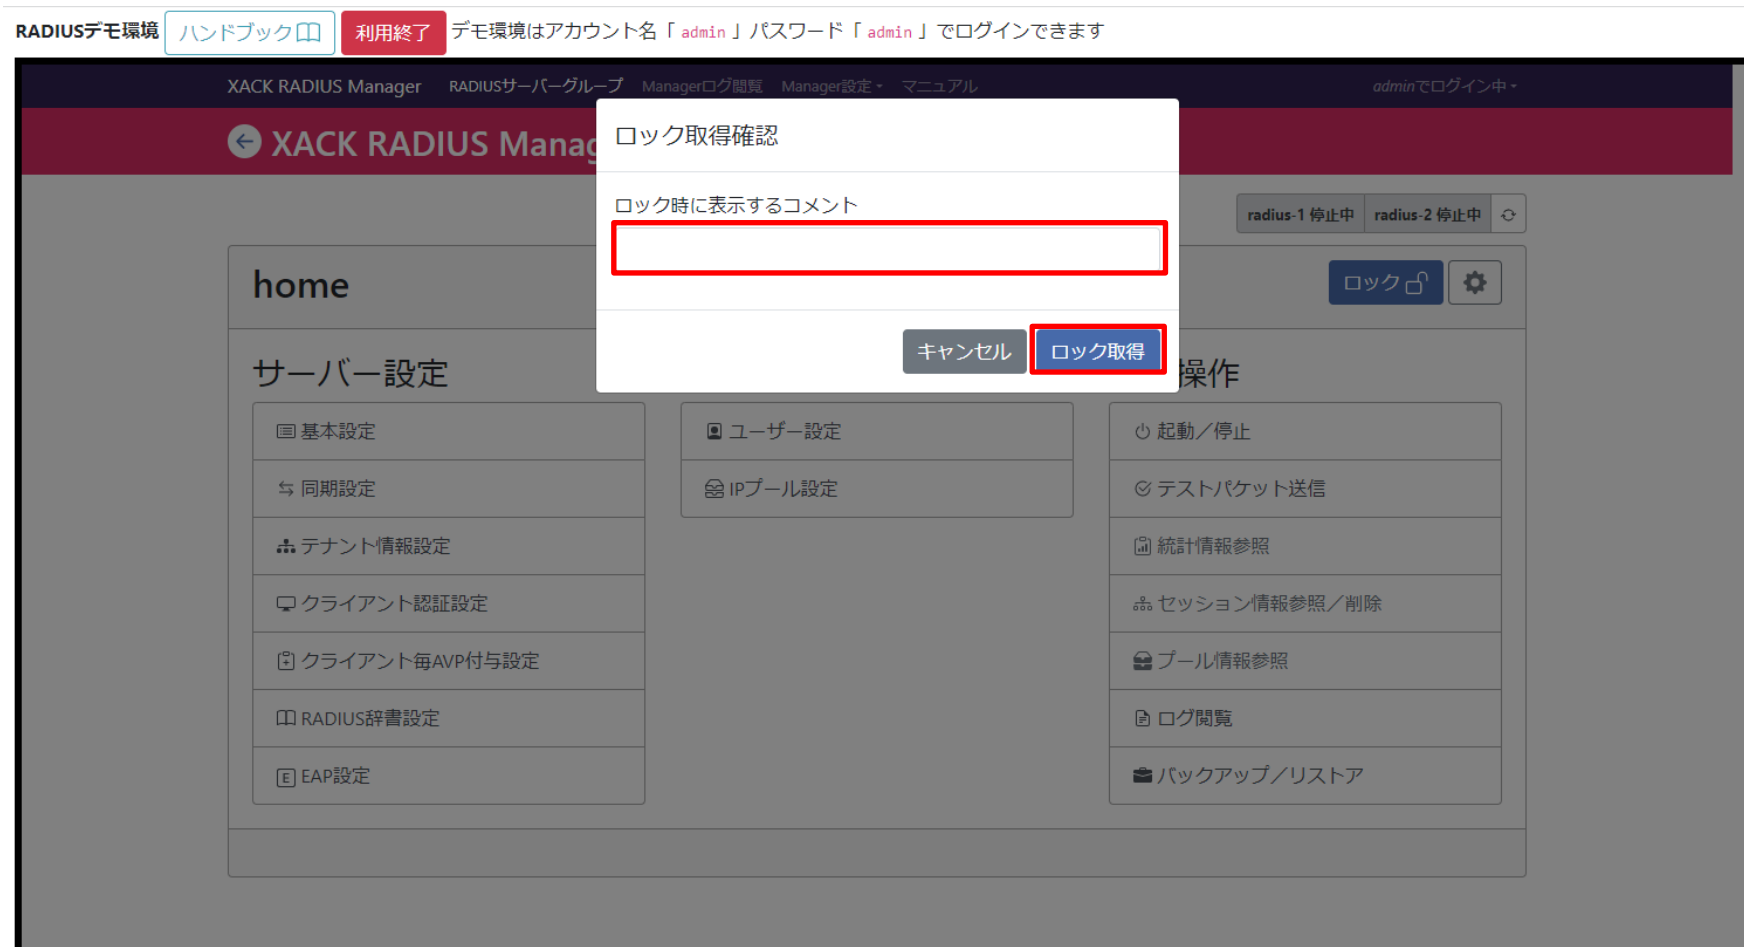 RADIUSデモ環境 ハンドブック 利用終了 デモ環境はアカウント名「admin」パスワード「admin」でログインできます
XACK RADIUS Manager RADIUSサーバーグループ Managerログ閲覧 Manager設定 マニュアル adminでログイン中
XACK RADIUS Manag
ロック取得確認
ロック時に表示するコメント
radius-1 停止中 radius-2 停止中
home
ロック
キャンセル ロック取得
サーバー設定
操作
基本設定
ユーザー設定
起動／停止
同期設定
IPプール設定
テストパケット送信
テナント情報設定
統計情報参照
クライアント認証設定
セッション情報参照／削除
クライアント毎AVP付与設定
プール情報参照
RADIUS辞書設定
ログ閲覧
E EAP設定
バックアップ／リストア